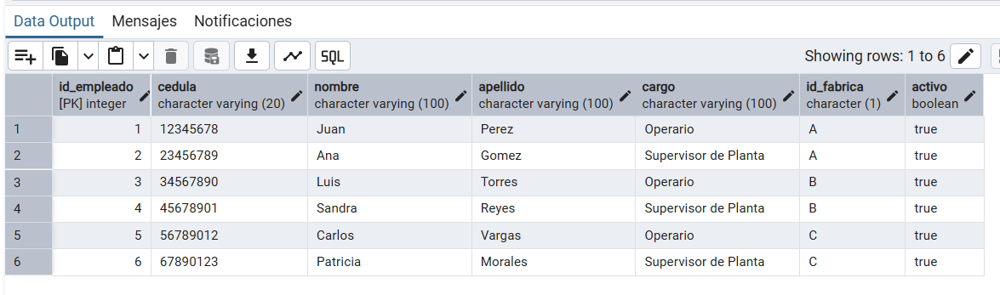 Data Output Mensajes Notificaciones
SQL Showing rows: 1 to 6
id_empleado cedula nombre apellido cargo id_fabrica activo
[PK] integer character varying (20) character varying (100) character varying (100) character varying (100) character (1) boolean
1 1 12345678 Juan Perez Operario A true
2 2 23456789 Ana Gomez Supervisor de Planta A true
3 3 34567890 Luis Torres Operario B true
4 4 45678901 Sandra Reyes Supervisor de Planta B true
5 5 56789012 Carlos Vargas Operario C true
6 6 67890123 Patricia Morales Supervisor de Planta C true